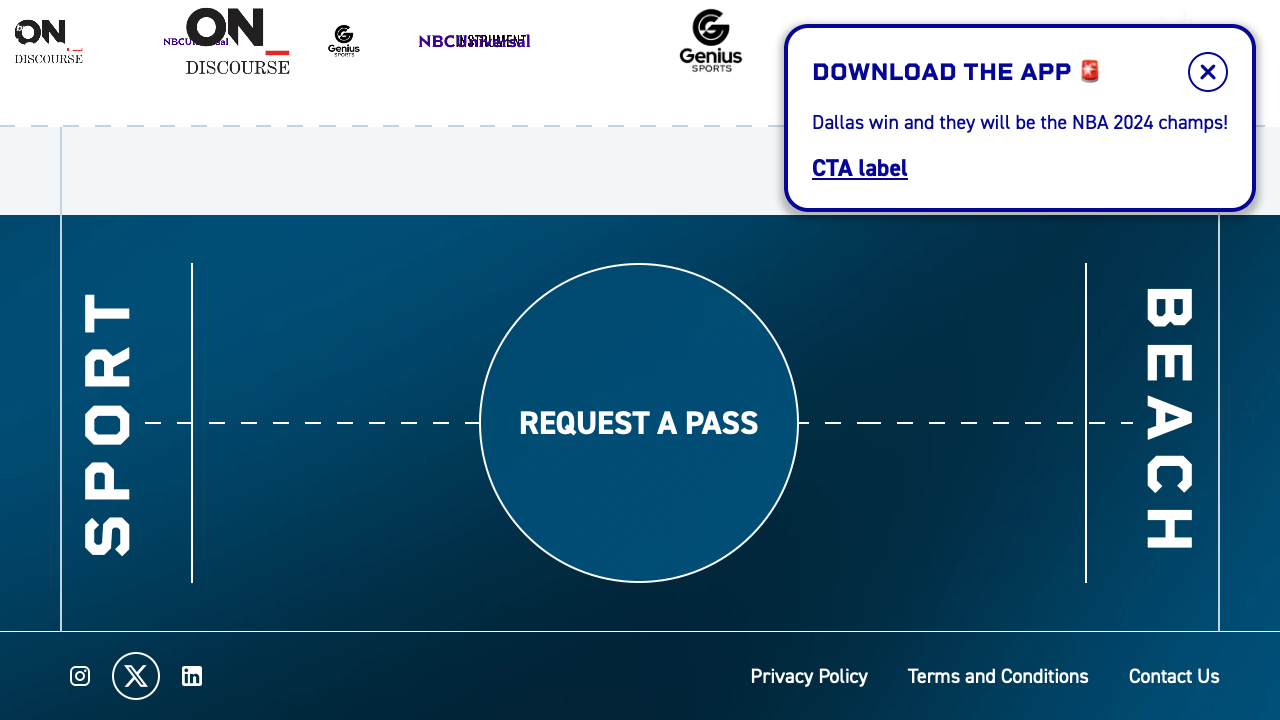 ON
DISCOURSE
NBCUniversal
ON
DISCOURSE
Genius
SPORTS
NBCUniversal
INSTRUMENT
Genius
SPORTS
DOWNLOAD THE APP 🚨
Dallas win and they will be the NBA 2024 champs!
CTA label
SPORT
REQUEST A PASS
BEACH
Privacy Policy
Terms and Conditions
Contact Us